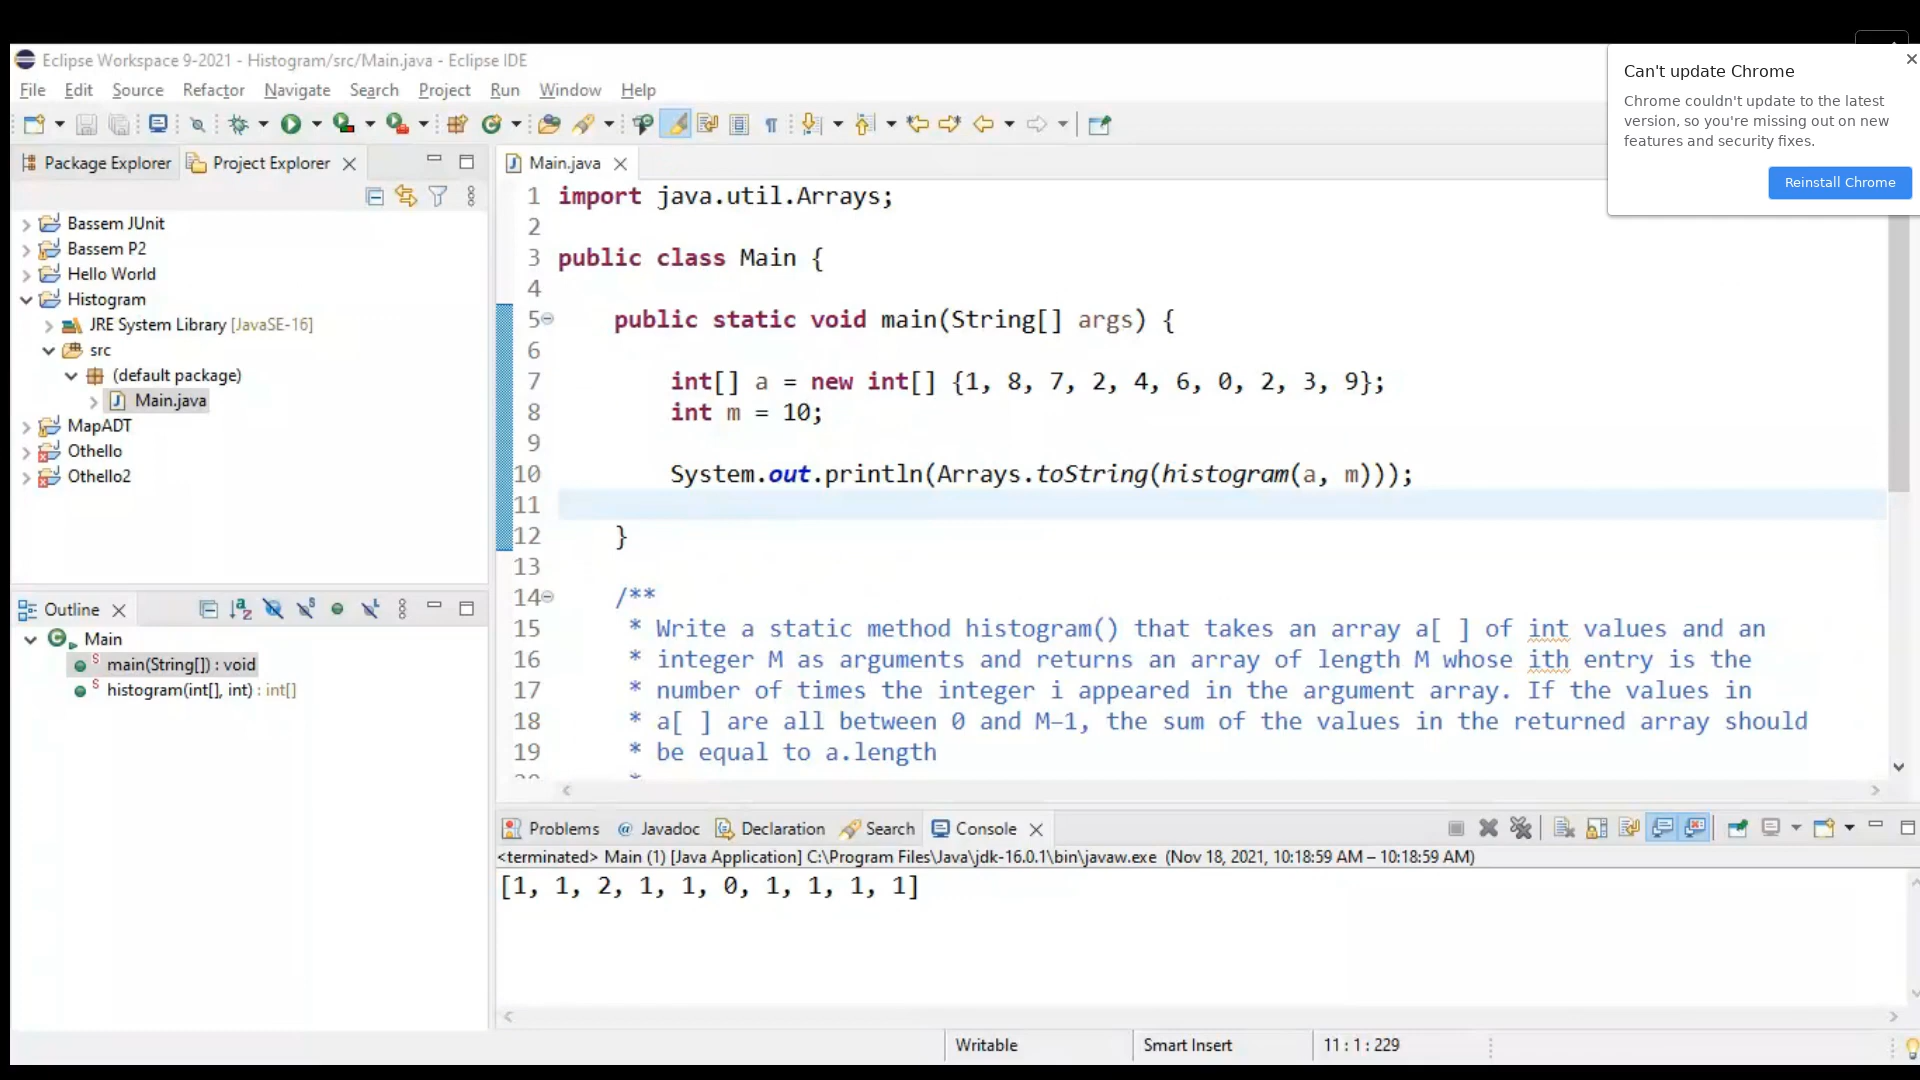 Eclipse Workspace 9-2021 - Histogram/src/Main.java - Eclipse IDE
File Edit Source Refactor Navigate Search Project Run Window Help
Can't update Chrome
Chrome couldn't update to the latest
version, so you're missing out on new
features and security fixes.
Reinstall Chrome
Package Explorer Project Explorer
Bassem JUnit
Bassem P2
Hello World
Histogram
JRE System Library [JavaSE-16]
src
(default package)
Main.java
MapADT
Othello
Othello2
Outline
Main
main(String[]) : void
histogram(int[], int) : int[]
Main.java
1 import java.util.Arrays;
2
3 public class Main {
4
5 public static void main(String[] args) {
6
7 int[] a = new int[] {1, 8, 7, 2, 4, 6, 0, 2, 3, 9};
8 int m = 10;
9
10 System.out.println(Arrays.toString(histogram(a, m)));
11
12 }
13
14 /**
15 * Write a static method histogram() that takes an array a[ ] of int values and an
16 * integer M as arguments and returns an array of length M whose ith entry is the
17 * number of times the integer i appeared in the argument array. If the values in
18 * a[ ] are all between 0 and M–1, the sum of the values in the returned array should
19 * be equal to a.length
Problems @ Javadoc Declaration Search Console
<terminated> Main (1) [Java Application] C:\Program Files\Java\jdk-16.0.1\bin\javaw.exe (Nov 18, 2021, 10:18:59 AM – 10:18:59 AM)
[1, 1, 2, 1, 1, 0, 1, 1, 1, 1]
Writable Smart Insert 11 : 1 : 229